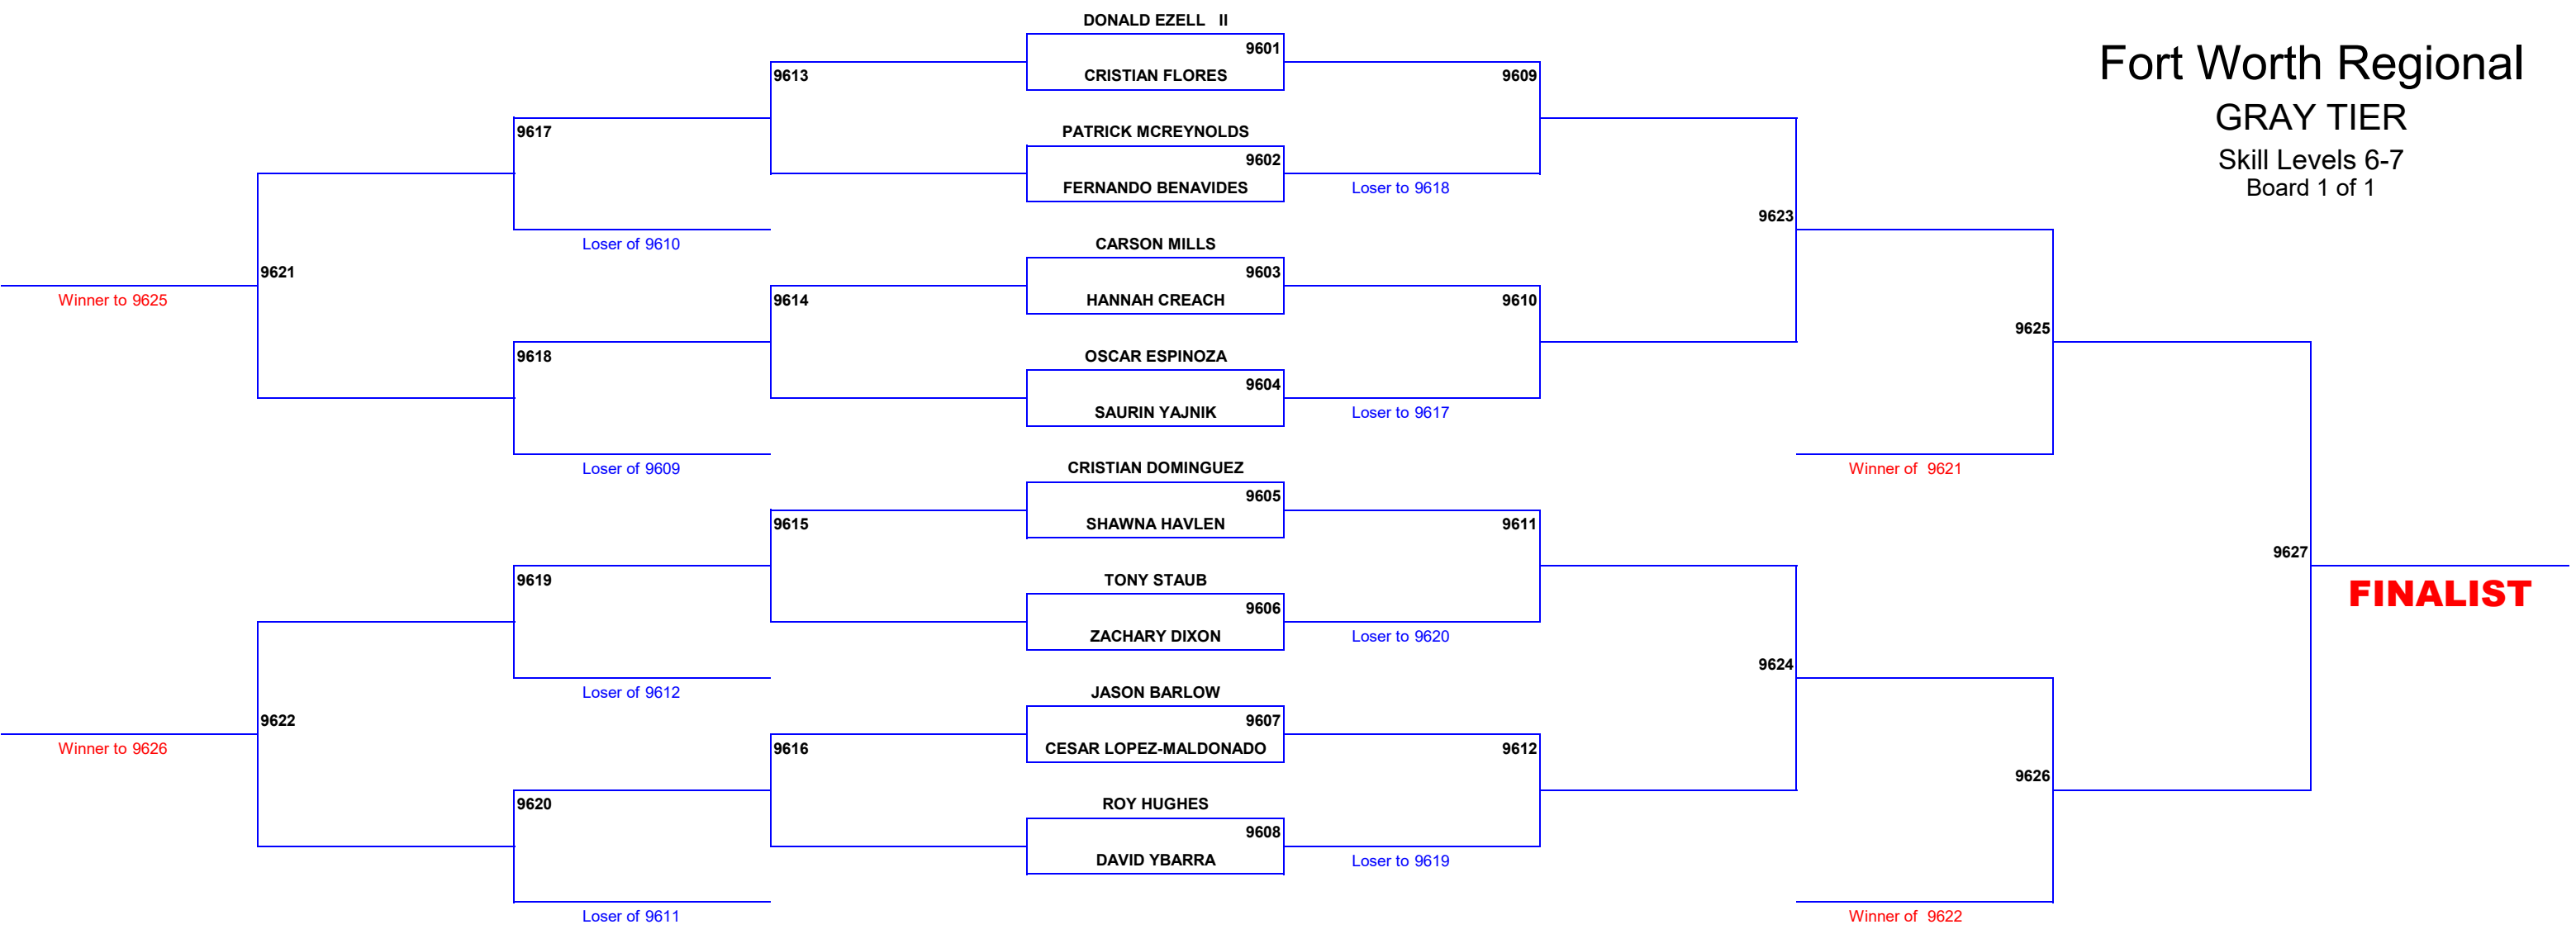 DONALD EZELL II
9601
CRISTIAN FLORES
9613
9609
Fort Worth Regional
GRAY TIER
Skill Levels 6-7
Board 1 of 1
9617
PATRICK MCREYNOLDS
9602
FERNANDO BENAVIDES
Loser to 9618
9623
Loser of 9610
CARSON MILLS
9621
9603
Winner to 9625
9614
HANNAH CREACH
9610
9625
9618
OSCAR ESPINOZA
9604
SAURIN YAJNIK
Loser to 9617
Loser of 9609
CRISTIAN DOMINGUEZ
Winner of 9621
9605
9615
SHAWNA HAVLEN
9611
9627
9619
TONY STAUB
FINALIST
9606
ZACHARY DIXON
Loser to 9620
9624
Loser of 9612
JASON BARLOW
9622
9607
Winner to 9626
9616
CESAR LOPEZ-MALDONADO
9612
9626
9620
ROY HUGHES
9608
DAVID YBARRA
Loser to 9619
Loser of 9611
Winner of 9622